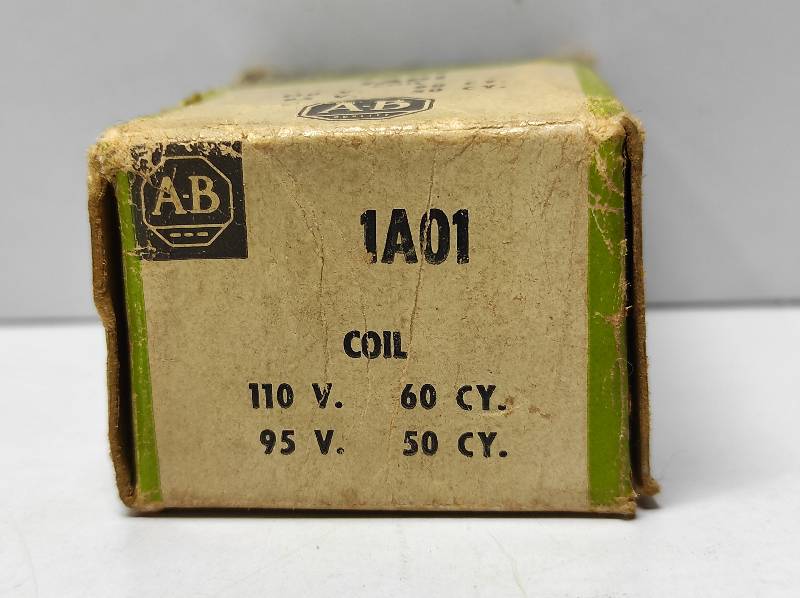 A-B
A-B
1A01
COIL
110 V. 60 CY.
95 V. 50 CY.